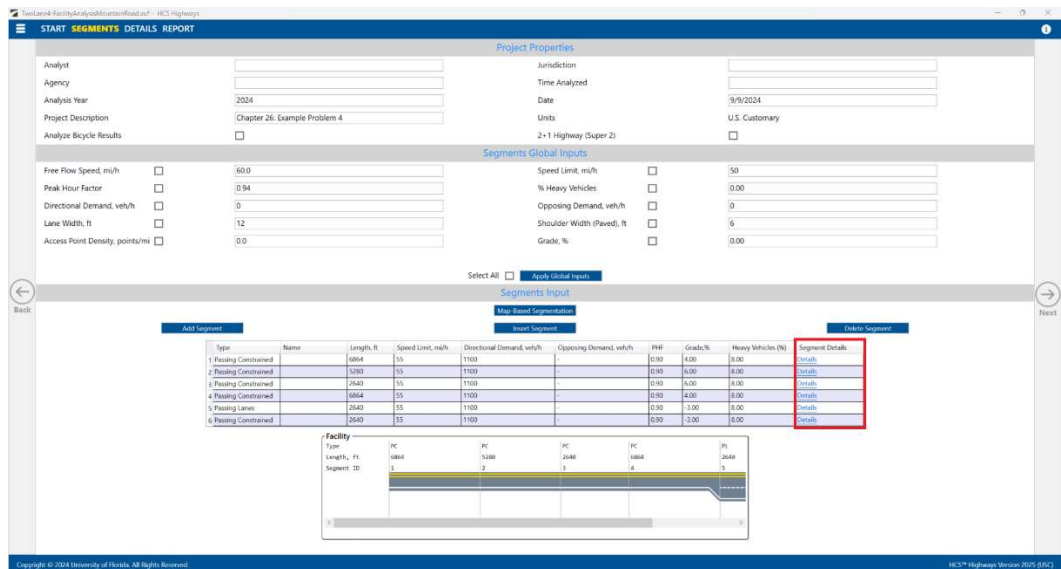 TwoLane4-FacilityAnalysisMountainRoad.xuf - HCS Highways
START SEGMENTS DETAILS REPORT
Project Properties
Analyst Jurisdiction
Agency Time Analyzed
Analysis Year 2024 Date 9/9/2024
Project Description Chapter 26: Example Problem 4 Units U.S. Customary
Analyze Bicycle Results 2+1 Highway (Super 2)
Segments Global Inputs
Free Flow Speed, mi/h 60.0 Speed Limit, mi/h 50
Peak Hour Factor 0.94 % Heavy Vehicles 0.00
Directional Demand, veh/h 0 Opposing Demand, veh/h 0
Lane Width, ft 12 Shoulder Width (Paved), ft 6
Access Point Density, points/mi 0.0 Grade, % 0.00
Select All Apply Global Inputs
Back
Next
Segments Input
Map-Based Segmentation
Add Segment Insert Segment Delete Segment
Type Name Length, ft Speed Limit, mi/h Directional Demand, veh/h Opposing Demand, veh/h PHF Grade,% Heavy Vehicles (%) Segment Details
1 Passing Constrained 6864 55 1100 - 0.90 4.00 8.00 Details
2 Passing Constrained 5280 55 1100 - 0.90 6.00 8.00 Details
3 Passing Constrained 2640 55 1100 - 0.90 6.00 8.00 Details
4 Passing Constrained 6864 55 1100 - 0.90 4.00 8.00 Details
5 Passing Lanes 2640 55 1100 - 0.90 -3.00 8.00 Details
6 Passing Constrained 2640 55 1100 - 0.90 -3.00 8.00 Details
Facility
Type PC PC PC PC PL
Length, ft 6864 5280 2640 6864 2640
Segment ID 1 2 3 4 5
Copyright © 2024 University of Florida. All Rights Reserved. HCS™ Highways Version 2025 (USC)